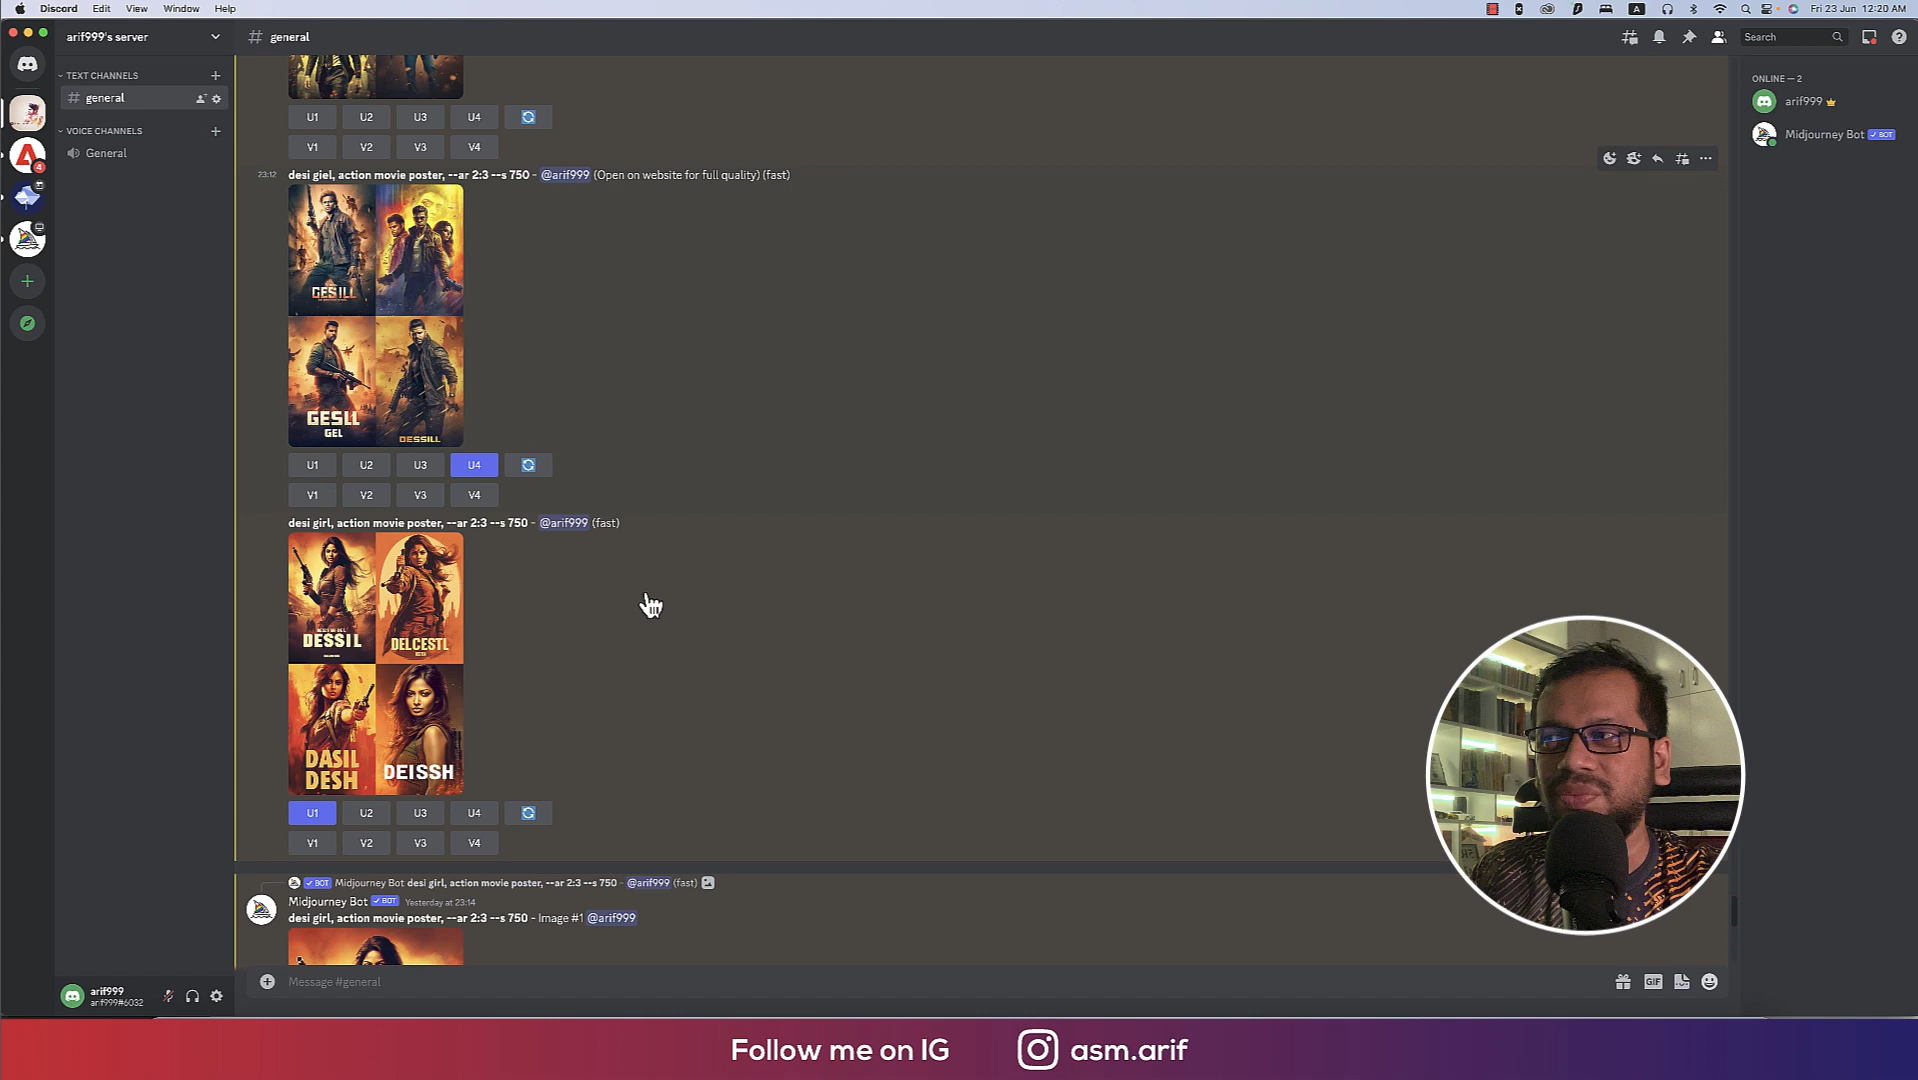 Discord Edit View Window Help
A Fri 23 Jun 12:20 AM
arif999's server
# general
Search
TEXT CHANNELS
# general
VOICE CHANNELS
General
4
ONLINE — 2
arif999
Midjourney Bot ✓ BOT
U1 U2 U3 U4
V1 V2 V3 V4
23:12 desi giel, action movie poster, --ar 2:3 --s 750 - @arif999 (Open on website for full quality) (fast)
GESILL
GESLL
GEL
DESSILL
U1 U2 U3 U4
V1 V2 V3 V4
desi girl, action movie poster, --ar 2:3 --s 750 - @arif999 (fast)
DESSIL
DELCESTL
DASIL
DESH
DEISSH
U1 U2 U3 U4
V1 V2 V3 V4
✓ BOT Midjourney Bot desi girl, action movie poster, --ar 2:3 --s 750 - @arif999 (fast)
Midjourney Bot ✓ BOT Yesterday at 23:14
desi girl, action movie poster, --ar 2:3 --s 750 - Image #1 @arif999
Message #general
GIF
arif999
arif999#6032
Follow me on IG
asm.arif